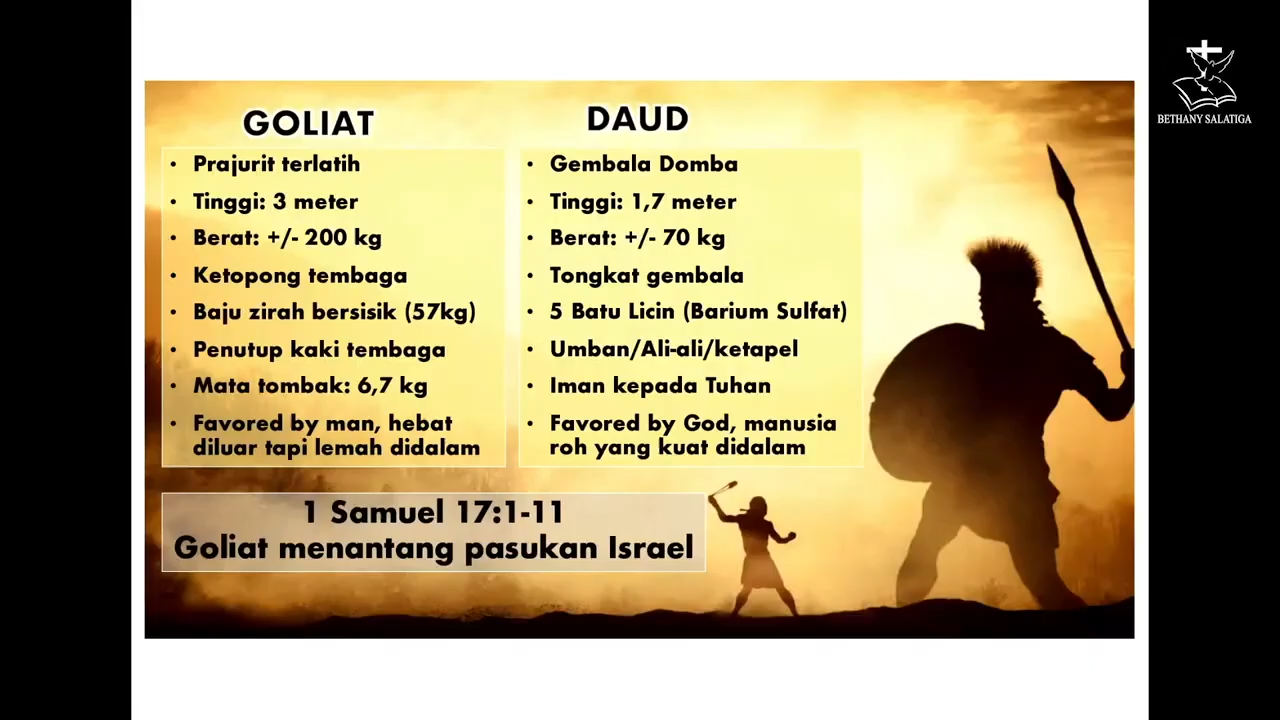 GOLIAT
• Prajurit terlatih
• Tinggi: 3 meter
• Berat: +/- 200 kg
• Ketopong tembaga
• Baju zirah bersisik (57kg)
• Penutup kaki tembaga
• Mata tombak: 6,7 kg
• Favored by man, hebat
diluar tapi lemah didalam
DAUD
• Gembala Domba
• Tinggi: 1,7 meter
• Berat: +/- 70 kg
• Tongkat gembala
• 5 Batu Licin (Barium Sulfat)
• Umban/Ali-ali/ketapel
• Iman kepada Tuhan
• Favored by God, manusia
roh yang kuat didalam
1 Samuel 17:1-11
Goliat menantang pasukan Israel
BETHANY SALATIGA